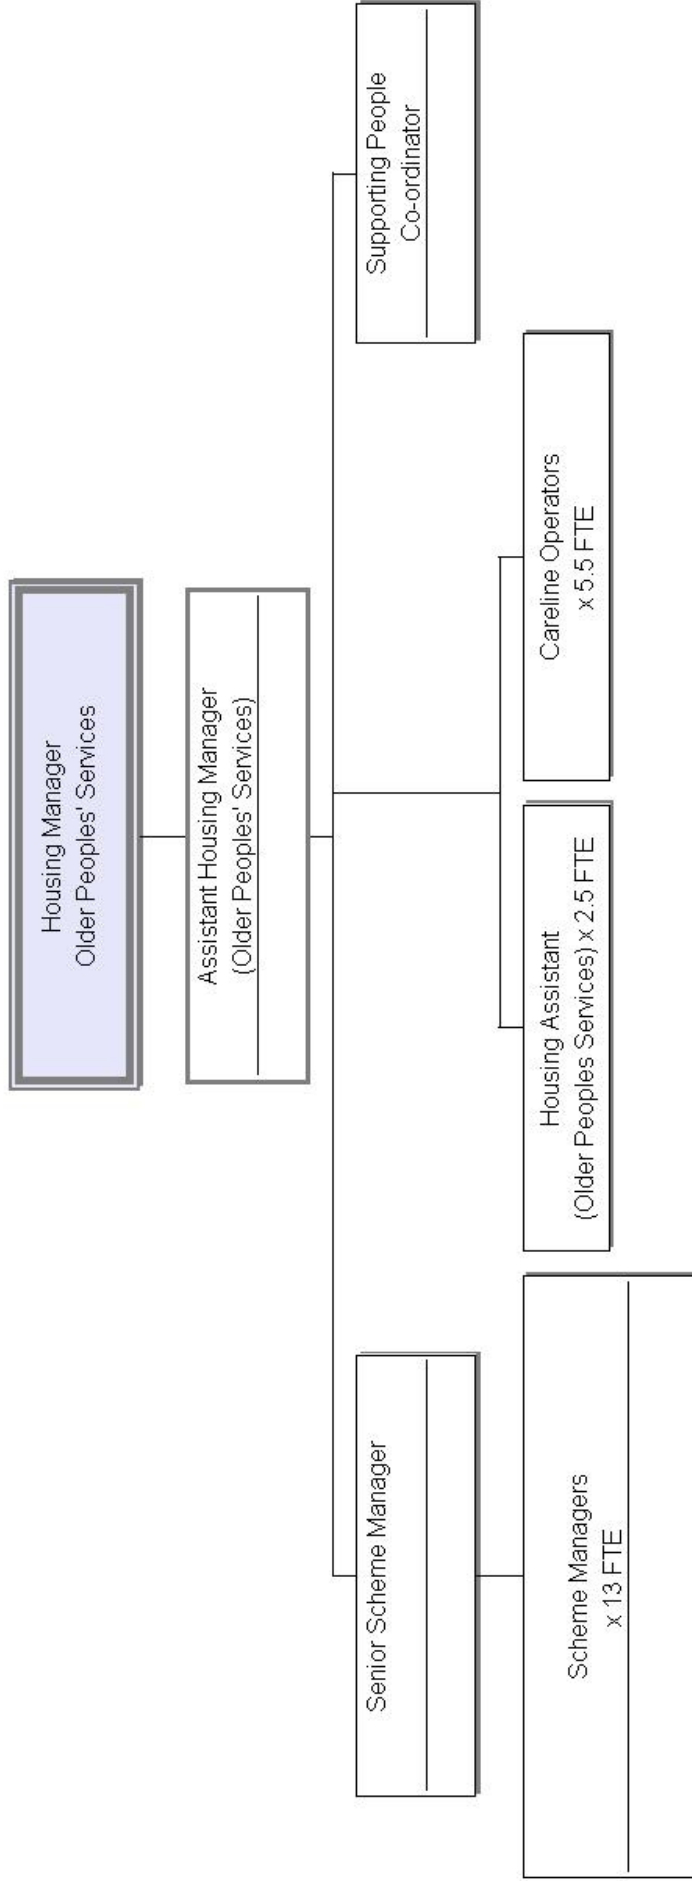 Housing Manager
Older Peoples' Services
Assistant Housing Manager
(Older Peoples' Services)
Senior Scheme Manager
Supporting People
Co-ordinator
Scheme Managers
x 13 FTE
Housing Assistant
(Older Peoples Services) x 2.5 FTE
Careline Operators
x 5.5 FTE